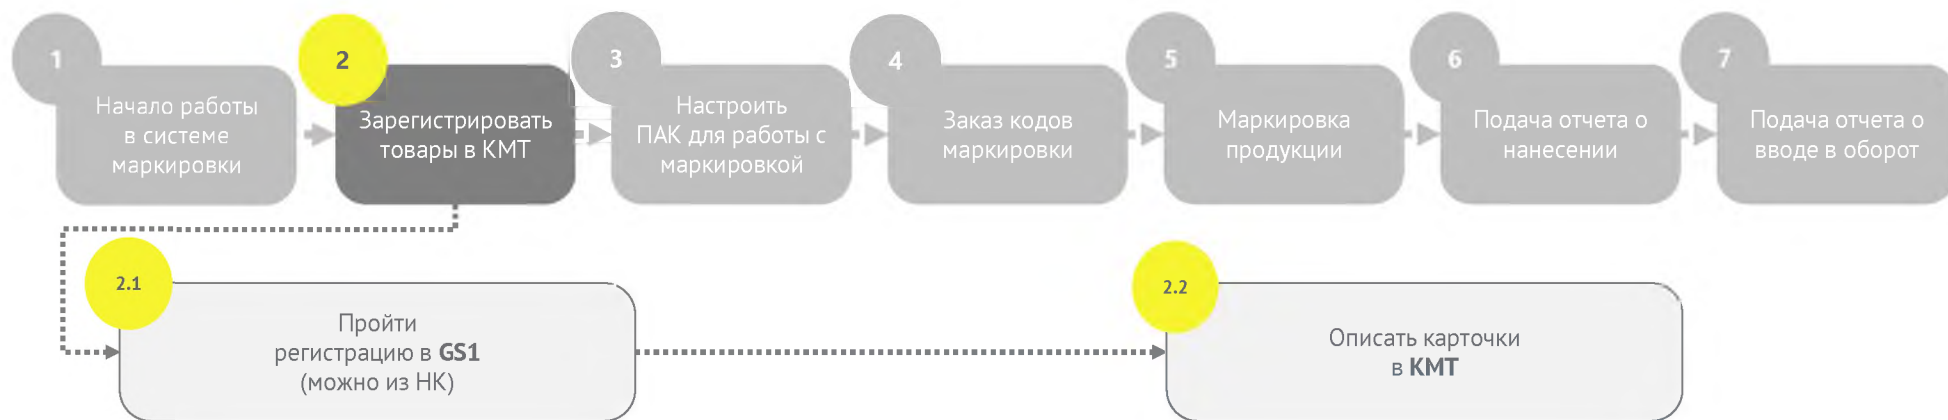 1
Начало работы
в системе
маркировки
2
Зарегистрировать
товары в КМТ
3
Настроить
ПАК для работы с
маркировкой
4
Заказ кодов
маркировки
5
Маркировка
продукции
6
Подача отчета о
нанесении
7
Подача отчета о
вводе в оборот
2.1
Пройти
регистрацию в GS1
(можно из НК)
2.2
Описать карточки
в КМТ